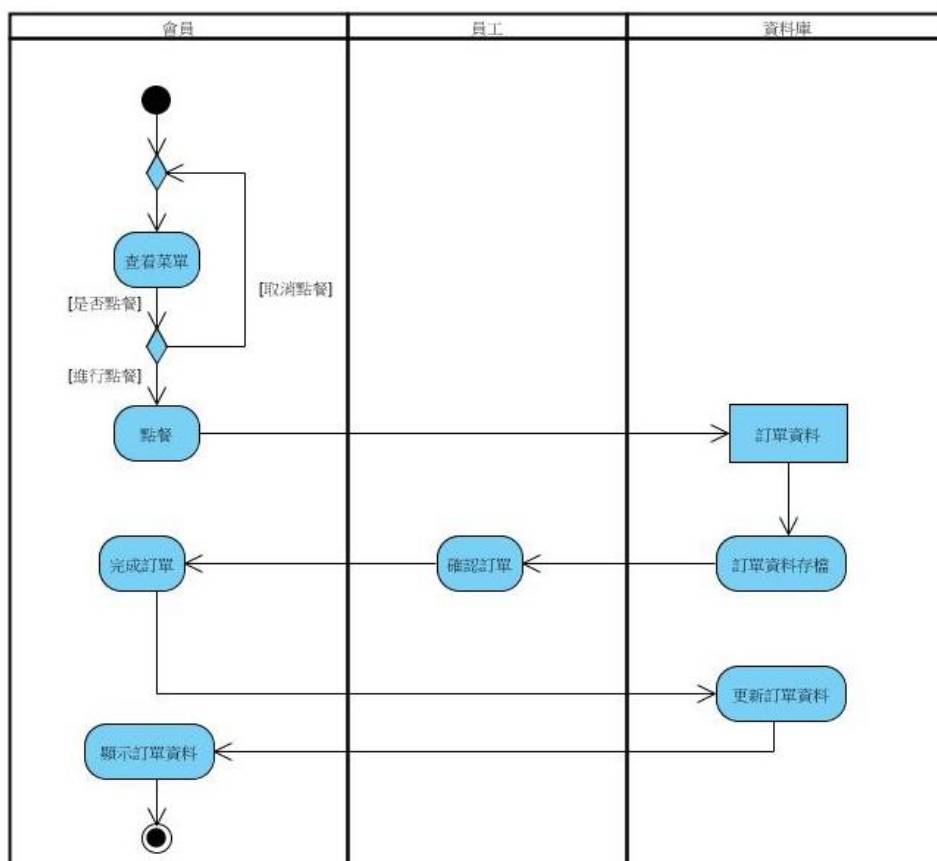 會員
員工
資料庫
查看菜單
[是否點餐]
[取消點餐]
[進行點餐]
點餐
訂單資料
完成訂單
確認訂單
訂單資料存檔
更新訂單資料
顯示訂單資料